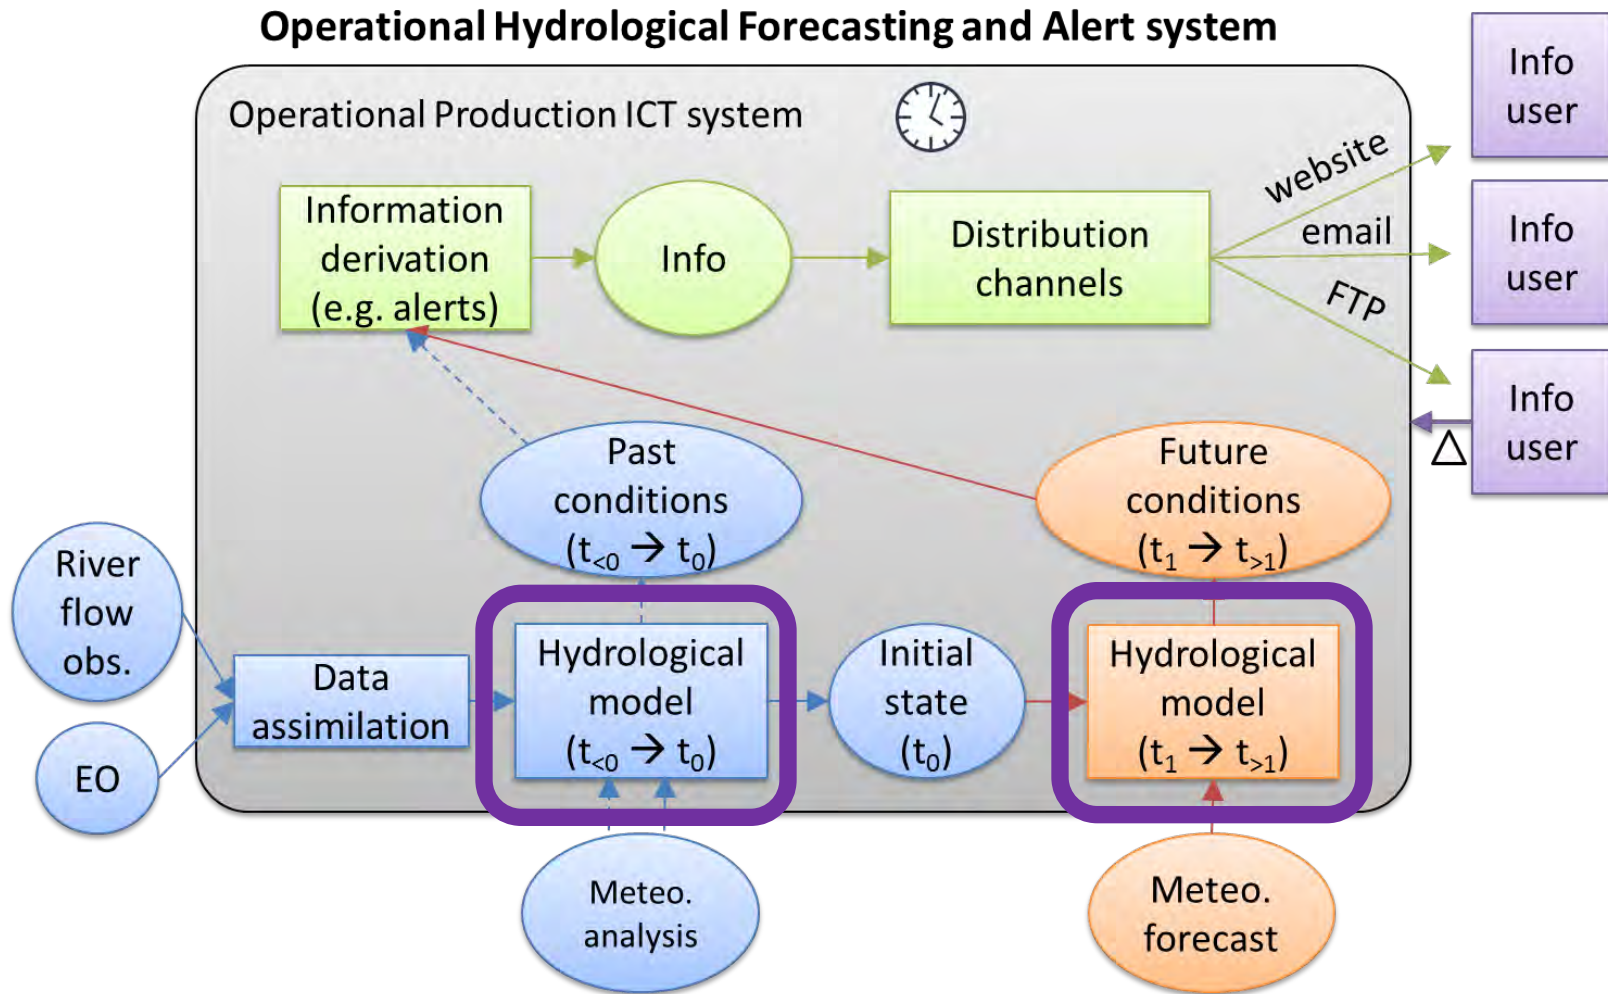 Operational Hydrological Forecasting and Alert system
Operational Production ICT system
Info
user
website
Information
derivation
(e.g. alerts)
Info
Distribution
channels
email
Info
user
FTP
Info
user
Δ
Past
conditions
(t<0 → t0)
Future
conditions
(t1 → t>1)
River
flow
obs.
Data
assimilation
Hydrological
model
(t<0 → t0)
Initial
state
(t0)
Hydrological
model
(t1 → t>1)
EO
Meteo.
analysis
Meteo.
forecast